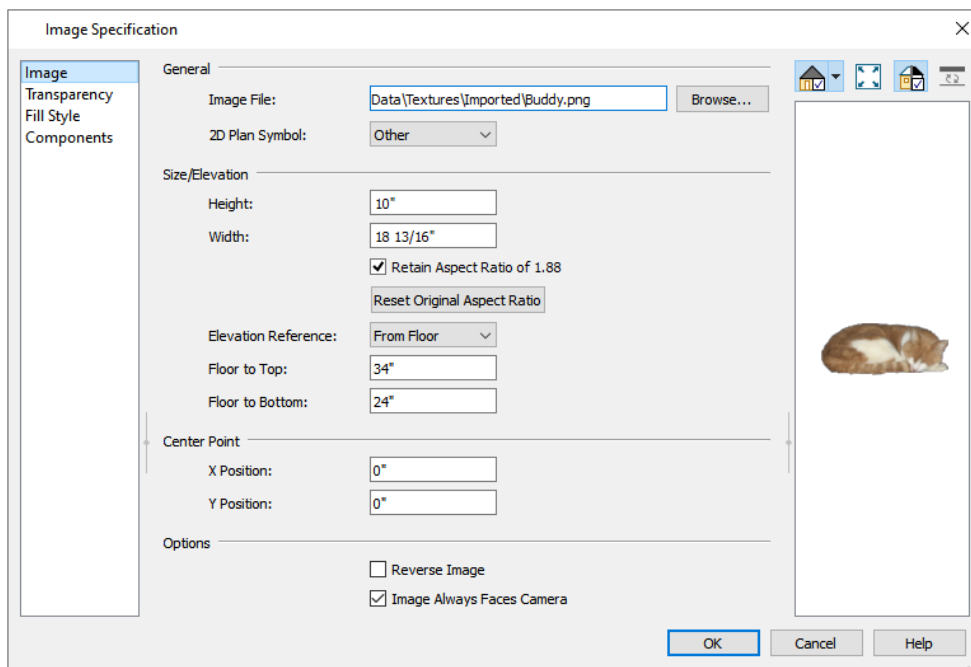 Image Specification
Image
Transparency
Fill Style
Components
General
Image File: Data\Textures\Imported\Buddy.png Browse...
2D Plan Symbol: Other
Size/Elevation
Height: 10"
Width: 18 13/16"
Retain Aspect Ratio of 1.88
Reset Original Aspect Ratio
Elevation Reference: From Floor
Floor to Top: 34"
Floor to Bottom: 24"
Center Point
X Position: 0"
Y Position: 0"
Options
Reverse Image
Image Always Faces Camera
OK Cancel Help